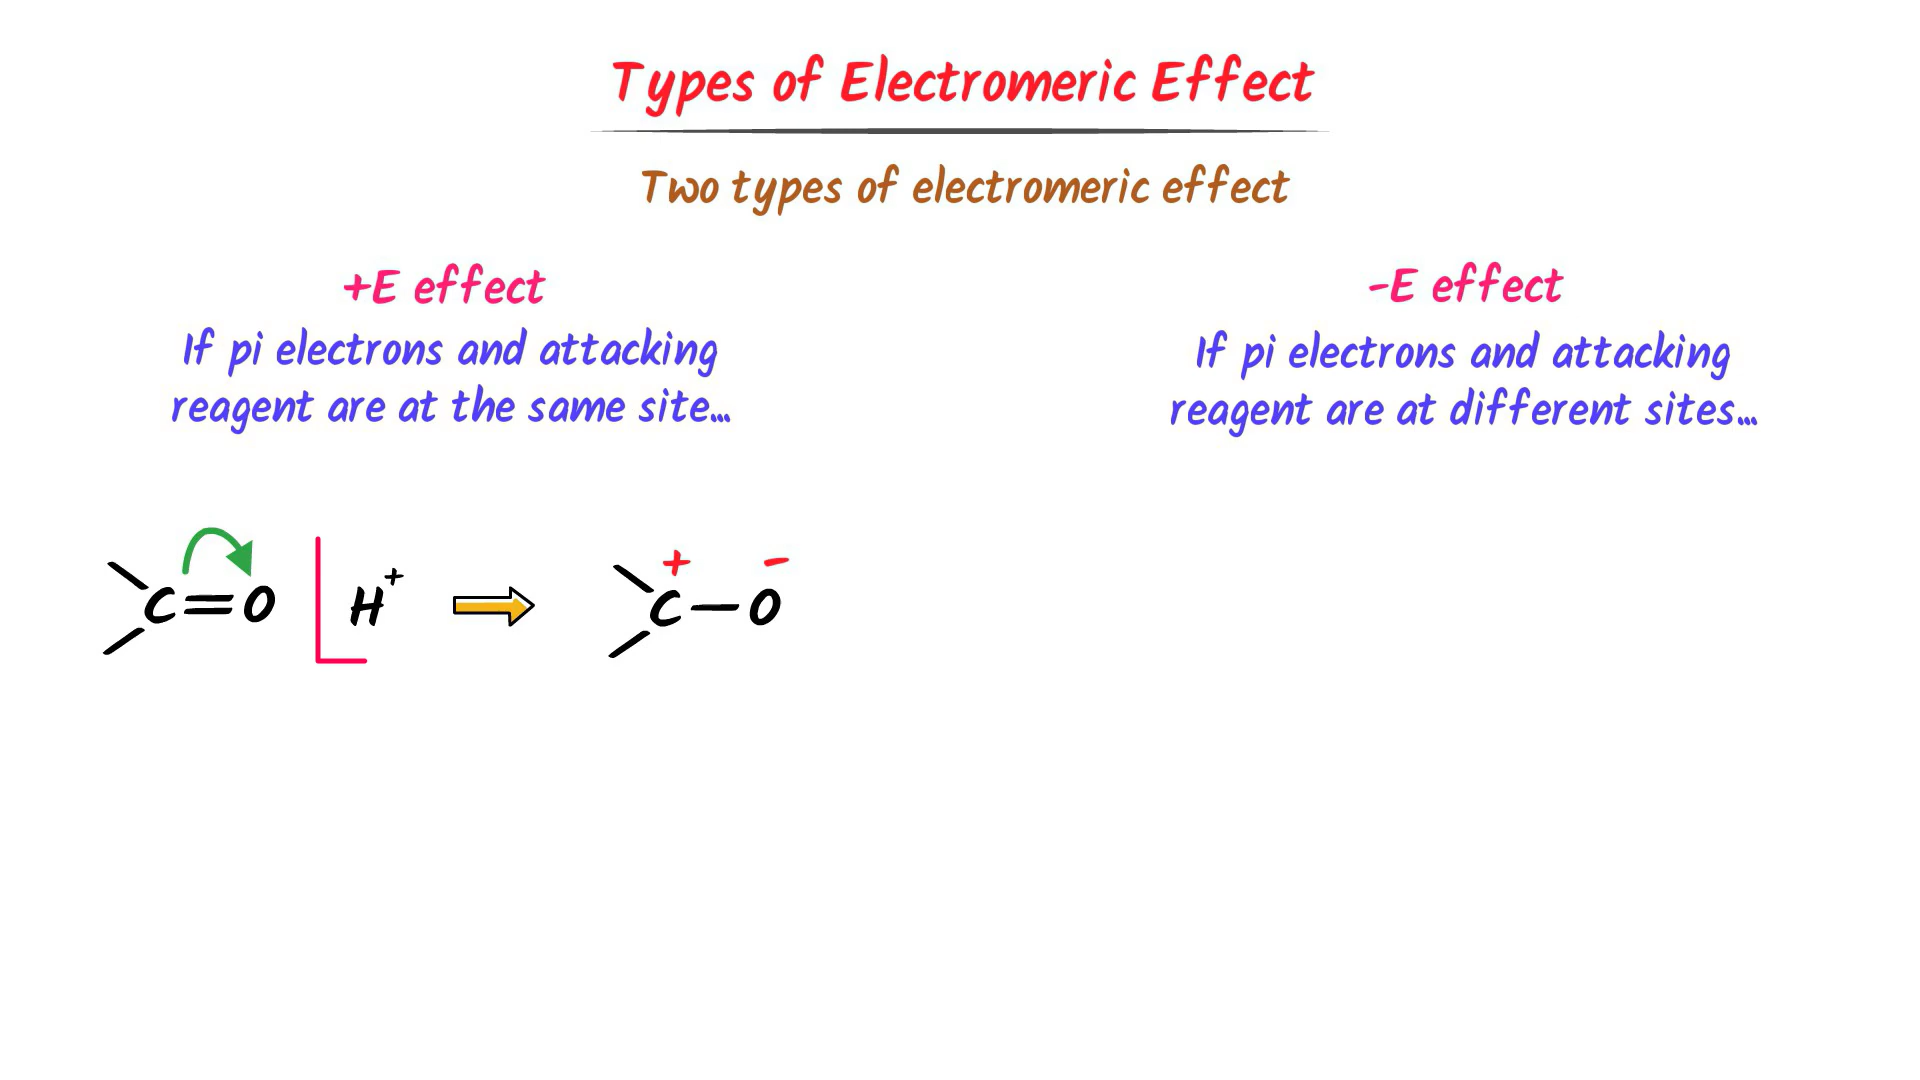 Types of Electromeric Effect
Two types of electromeric effect
+E effect
If pi electrons and attacking
reagent are at the same site...
-E effect
If pi electrons and attacking
reagent are at different sites...
C=O H⁺ ⇒ C⁺—O⁻